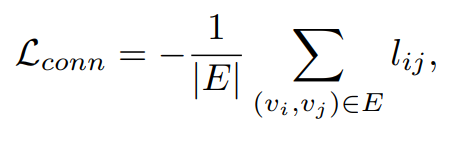 $$\mathcal{L}_{conn} = -\frac{1}{|E|} \sum_{(v_i, v_j) \in E} l_{ij},$$